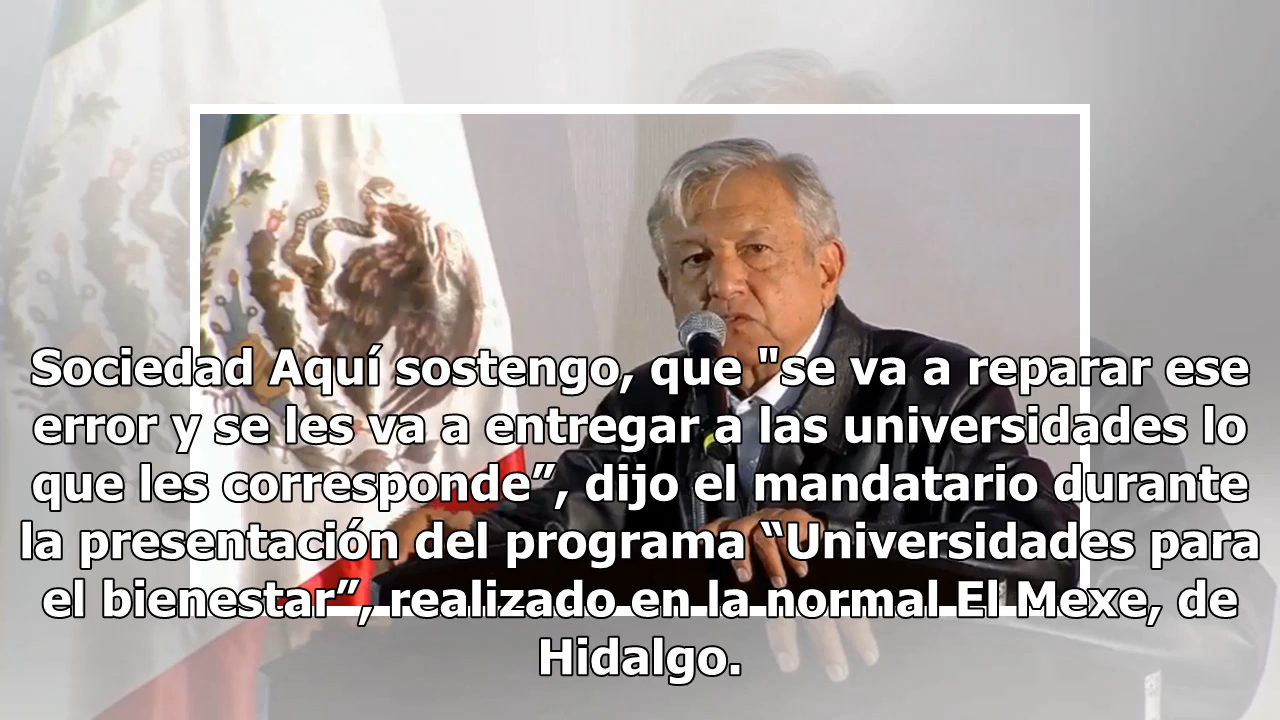 Sociedad Aquí sostengo, que "se va a reparar ese
error y se les va a entregar a las universidades lo
que les corresponde”, dijo el mandatario durante
la presentación del programa “Universidades para
el bienestar”, realizado en la normal El Mexe, de
Hidalgo.